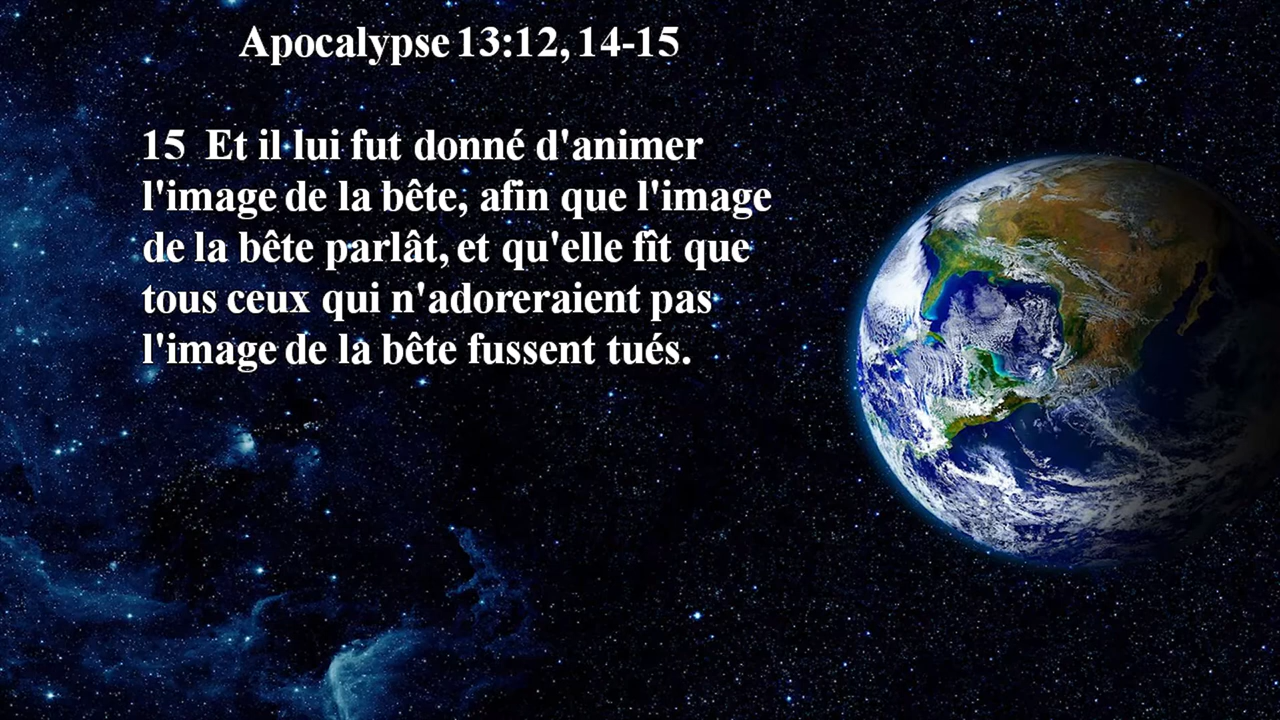 Apocalypse 13:12, 14-15
15 Et il lui fut donné d'animer
l'image de la bête, afin que l'image
de la bête parlât, et qu'elle fît que
tous ceux qui n'adoreraient pas
l'image de la bête fussent tués.